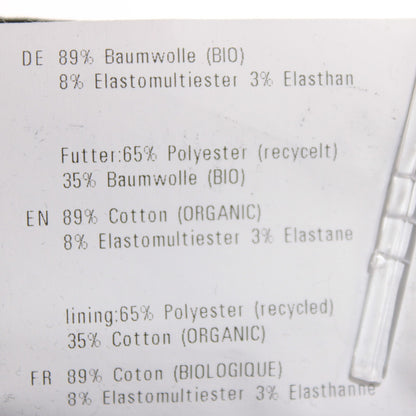 DE 89% Baumwolle (BIO)
8% Elastomultiester 3% Elasthan
Futter:65% Polyester (recycelt)
35% Baumwolle (BIO)
EN 89% Cotton (ORGANIC)
8% Elastomultiester 3% Elastane
lining:65% Polyester (recycled)
35% Cotton (ORGANIC)
FR 89% Coton (BIOLOGIQUE)
8% Elastomultiester 3% Elasthanne